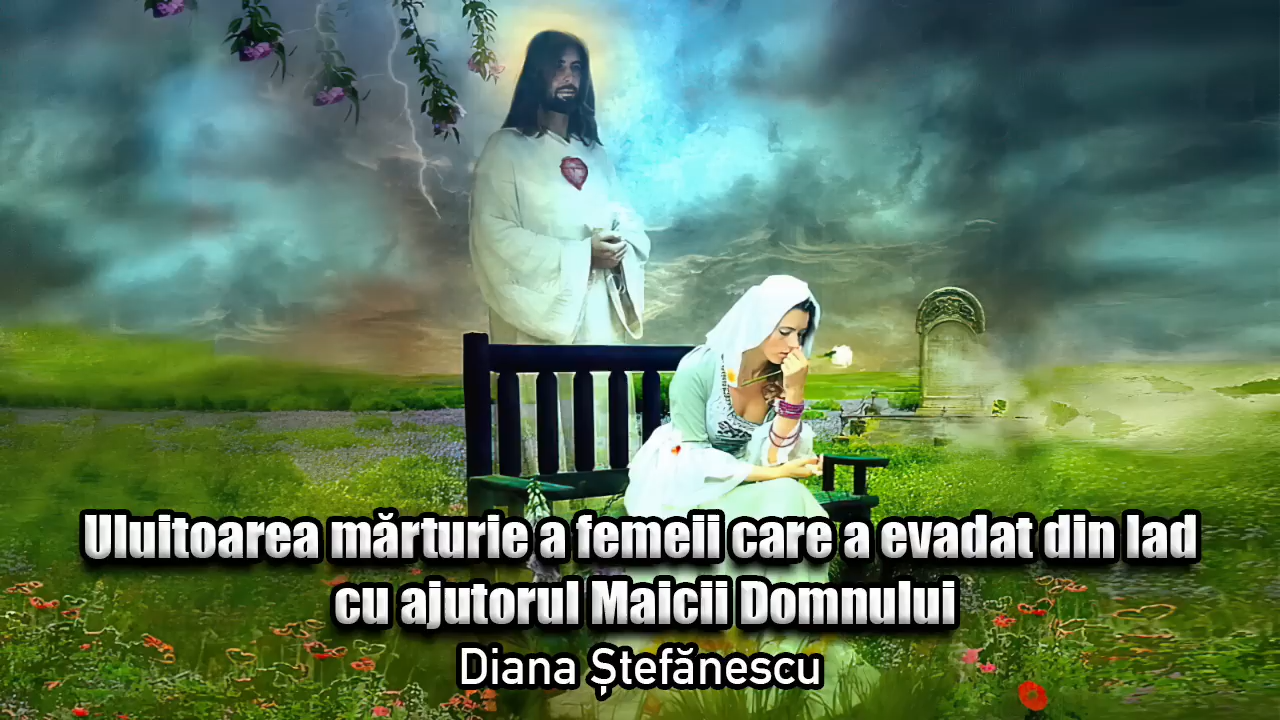 Uluitoarea mărturie a femeii care a evadat din Iad
cu ajutorul Maicii Domnului
Diana Ștefănescu